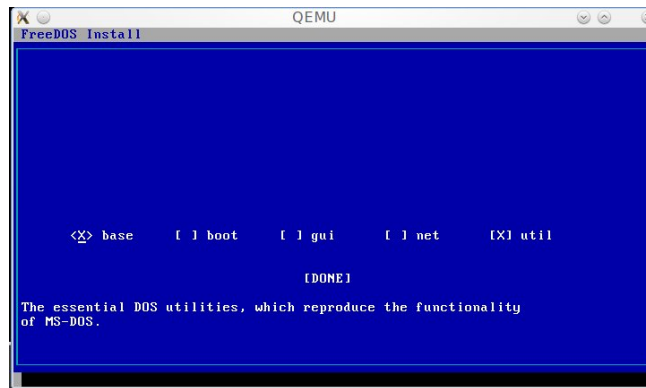 QEMU
FreeDOS Install
<X> base [ ] boot [ ] gui [ ] net [X] util
[DONE]
The essential DOS utilities, which reproduce the functionality
of MS-DOS.